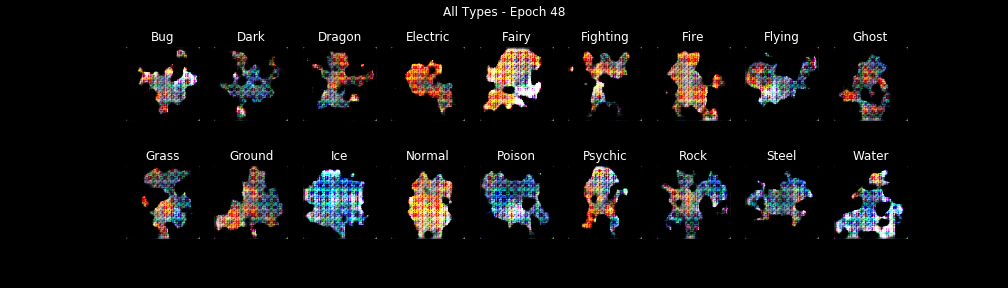 All Types - Epoch 48
Bug Dark Dragon Electric Fairy Fighting Fire Flying Ghost
Grass Ground Ice Normal Poison Psychic Rock Steel Water